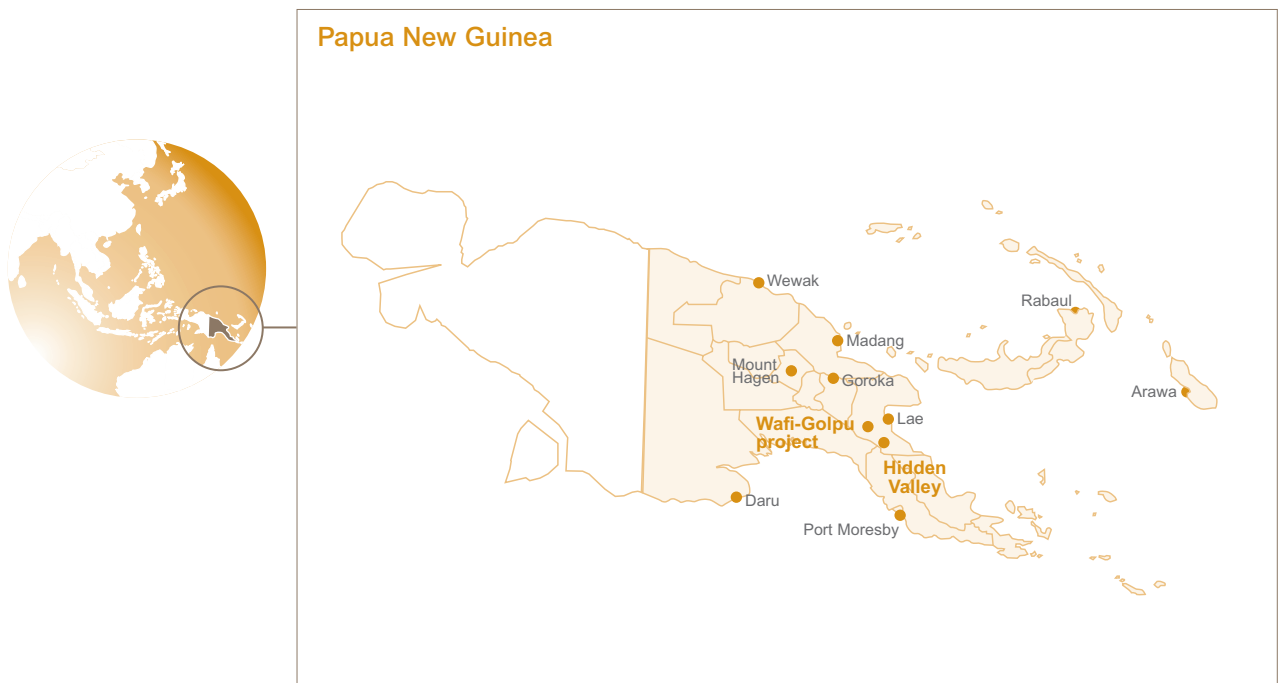 Papua New Guinea
Wewak
Rabaul
Madang
Mount
Hagen
Goroka
Arawa
Lae
Wafi-Golpu
project
Hidden
Valley
Daru
Port Moresby